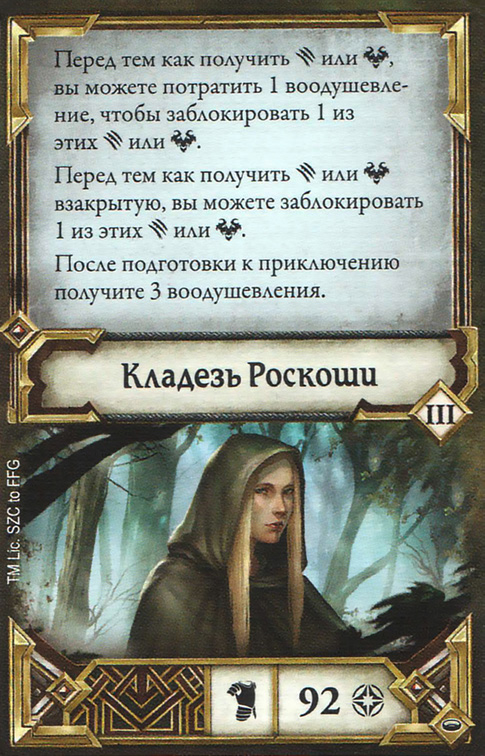 Перед тем как получить или ,
вы можете потратить 1 воодушевле-
ние, чтобы заблокировать 1 из
этих или .
Перед тем как получить или
взакрытую, вы можете заблокировать
1 из этих или .
После подготовки к приключению
получите 3 воодушевления.
Кладезь Роскоши
III
TM Lic. SZC to FFG
92